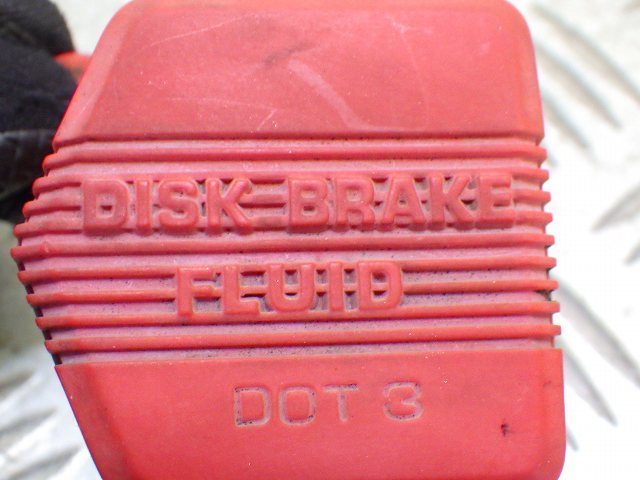 DISK BRAKE
FLUID
DOT 3